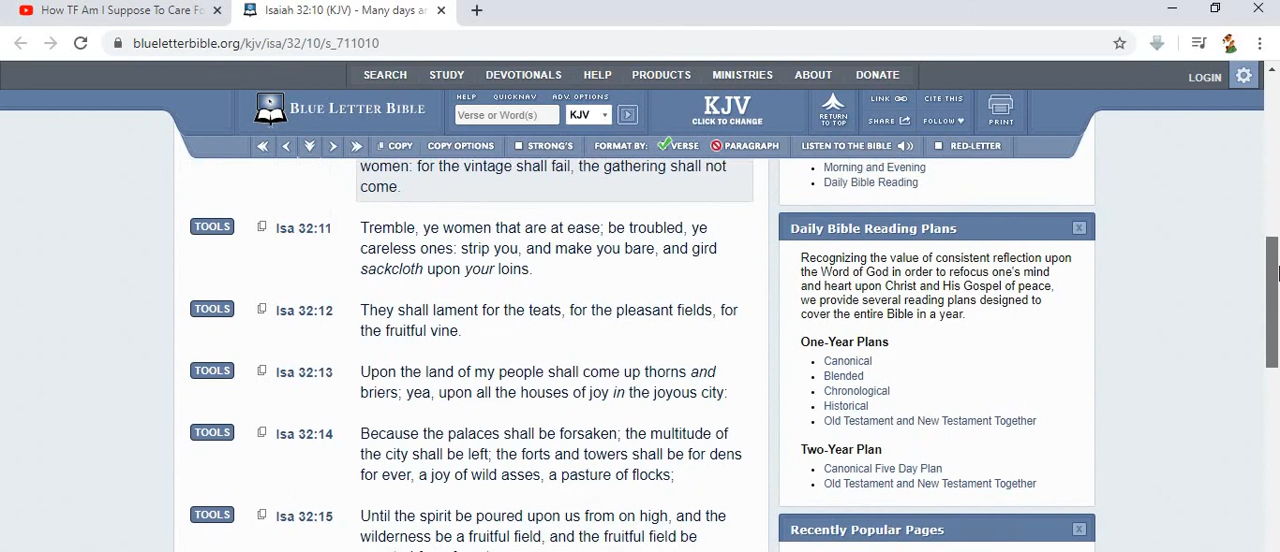 How TF Am I Suppose To Care Fo
Isaiah 32:10 (KJV) - Many days an
blueletterbible.org/kjv/isa/32/10/s_711010
SEARCH STUDY DEVOTIONALS HELP PRODUCTS MINISTRIES ABOUT DONATE
LOGIN
BLUE LETTER BIBLE
HELP QUICKNAV ADV. OPTIONS
Verse or Word(s) KJV
KJV
CLICK TO CHANGE
RETURN
TO TOP
LINK CITE THIS
SHARE FOLLOW
PRINT
COPY COPY OPTIONS STRONG'S FORMAT BY: VERSE PARAGRAPH LISTEN TO THE BIBLE RED-LETTER
women: for the vintage shall fail, the gathering shall not
come.
TOOLS Isa 32:11 Tremble, ye women that are at ease; be troubled, ye
careless ones: strip you, and make you bare, and gird
sackcloth upon your loins.
TOOLS Isa 32:12 They shall lament for the teats, for the pleasant fields, for
the fruitful vine.
TOOLS Isa 32:13 Upon the land of my people shall come up thorns and
briers; yea, upon all the houses of joy in the joyous city:
TOOLS Isa 32:14 Because the palaces shall be forsaken; the multitude of
the city shall be left; the forts and towers shall be for dens
for ever, a joy of wild asses, a pasture of flocks;
TOOLS Isa 32:15 Until the spirit be poured upon us from on high, and the
wilderness be a fruitful field, and the fruitful field be
Morning and Evening
Daily Bible Reading
Daily Bible Reading Plans
Recognizing the value of consistent reflection upon
the Word of God in order to refocus one's mind
and heart upon Christ and His Gospel of peace,
we provide several reading plans designed to
cover the entire Bible in a year.
One-Year Plans
Canonical
Blended
Chronological
Historical
Old Testament and New Testament Together
Two-Year Plan
Canonical Five Day Plan
Old Testament and New Testament Together
Recently Popular Pages